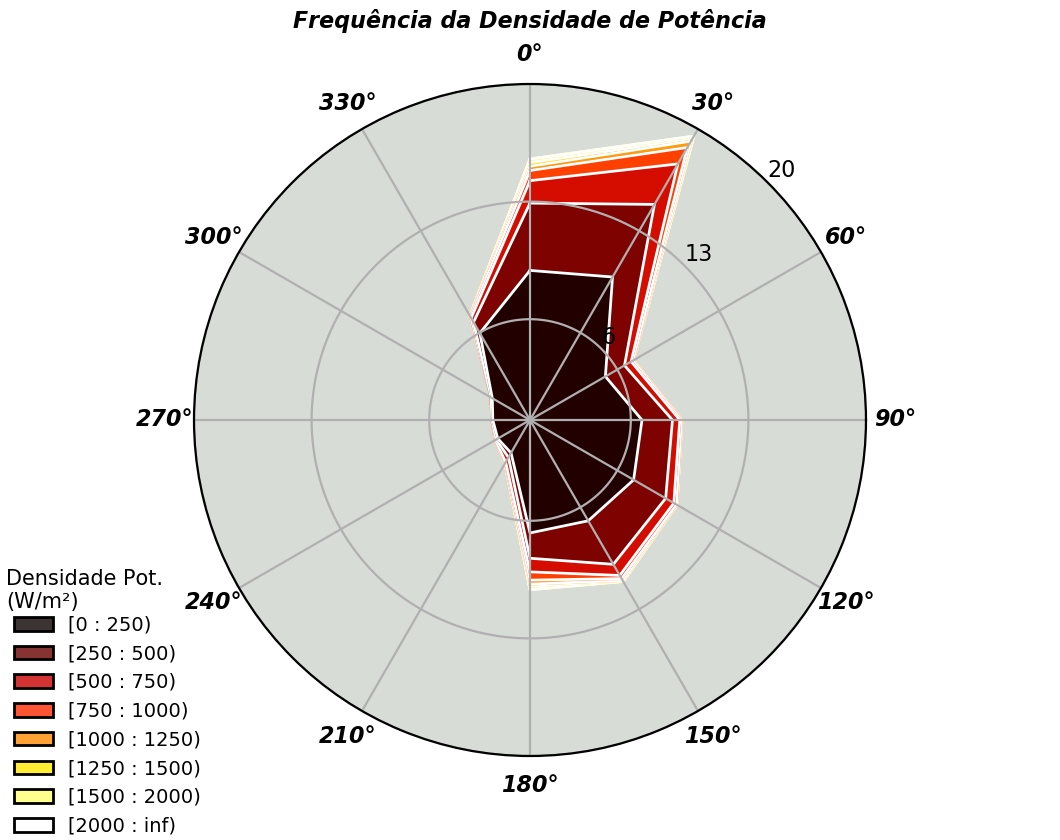 Frequência da Densidade de Potência
0°
330°
30°
20
300°
60°
13
6
270°
90°
240°
120°
210°
150°
180°
Densidade Pot.
(W/m²)
[0 : 250)
[250 : 500)
[500 : 750)
[750 : 1000)
[1000 : 1250)
[1250 : 1500)
[1500 : 2000)
[2000 : inf)